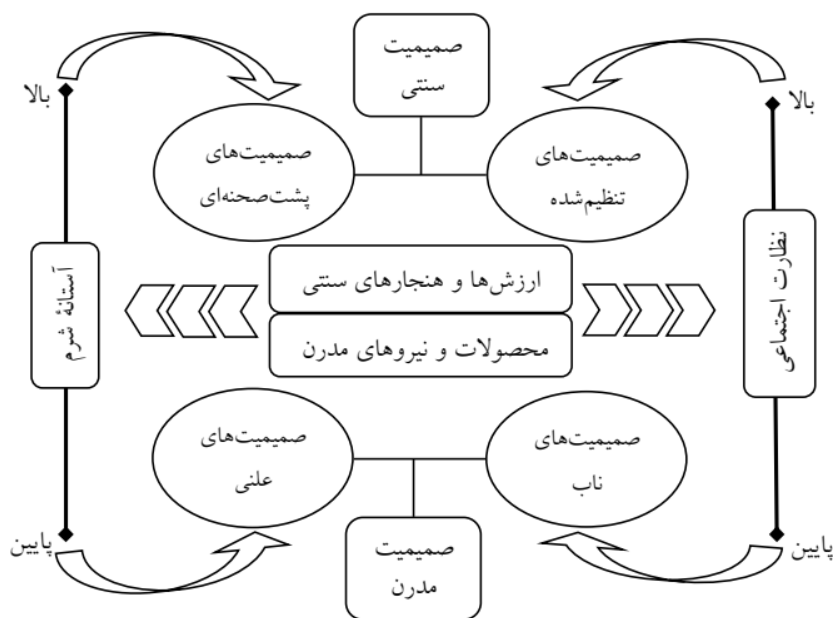 صمیمیت
سنتی
بالا
بالا
صمیمیت‌های
تنظیم‌شده
صمیمیت‌های
پشت‌صحنه‌ای
نظارت اجتماعی
ارزش‌ها و هنجارهای سنتی
محصولات و نیروهای مدرن
آستانهٔ شرم
صمیمیت‌های
ناب
صمیمیت‌های
علنی
پایین
پایین
صمیمیت
مدرن